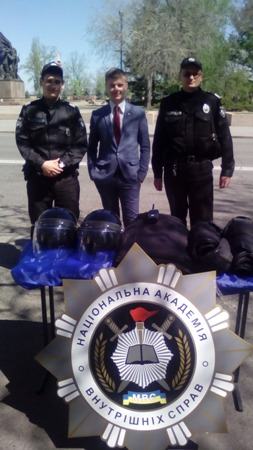 НАЦІОНАЛЬНА АКАДЕМІЯ
ВНУТРІШНІХ СПРАВ
МВС